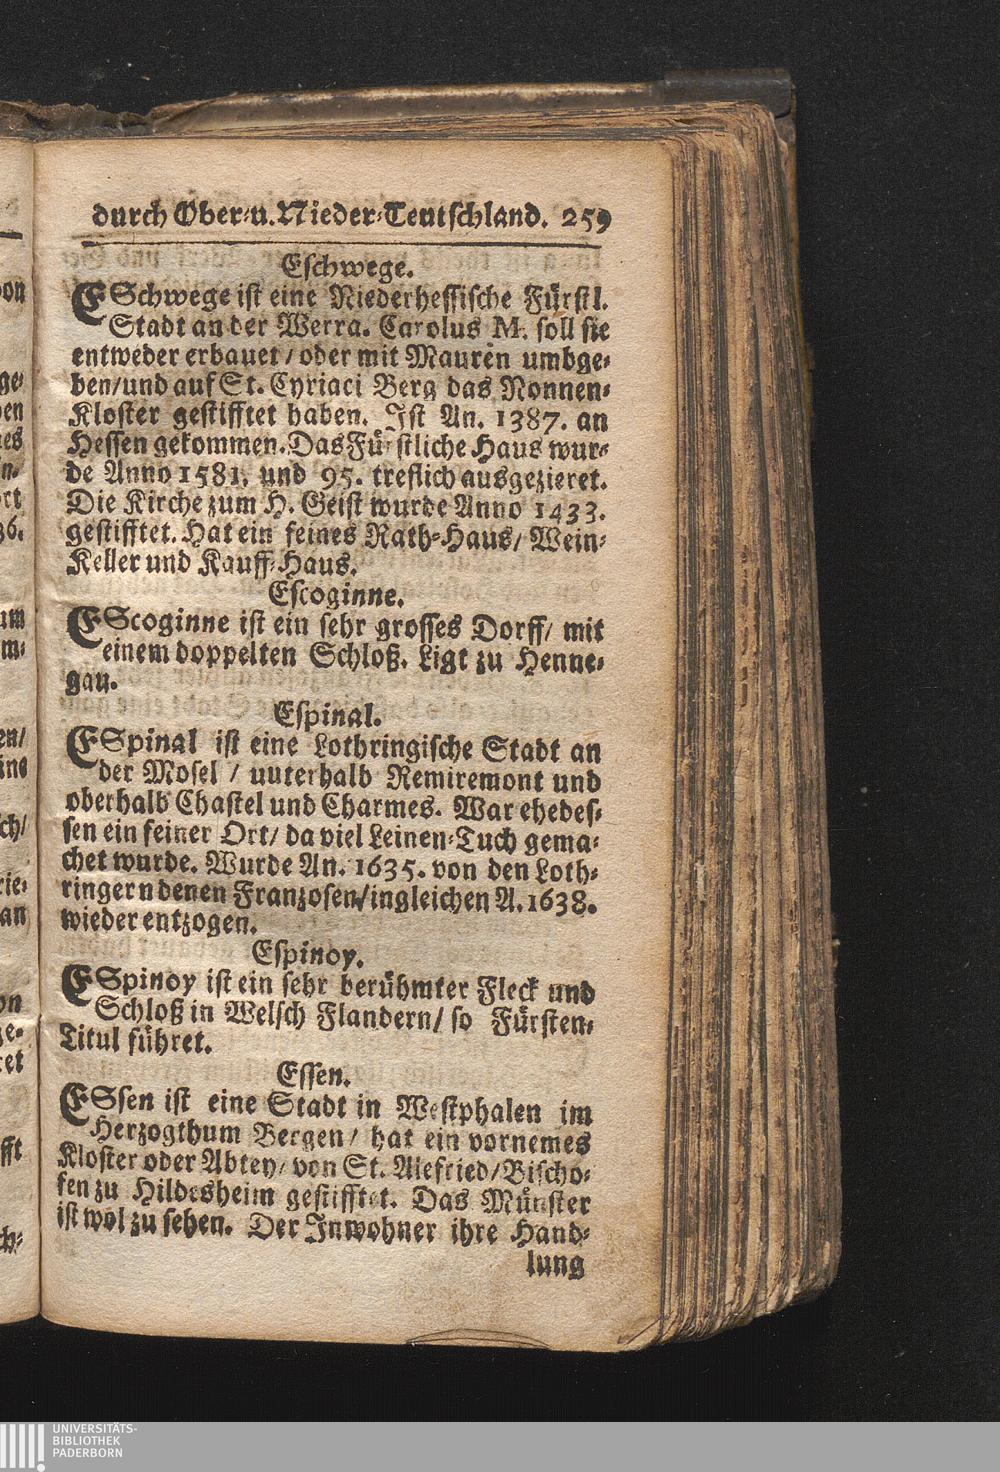 durch Ober-u. Nieder-Teutschland. 259
Eschwege.
ESchwege ist eine Niederhessische Fürstl.
Stadt an der Werra. Carolus M. soll sie
entweder erbauet / oder mit Mauren umbge-
ben/und auf St. Cyriaci Berg das Nonnen-
Kloster gestifftet haben. Ist An. 1387. an
Hessen gekommen. Das Fürstliche Haus wur-
de Anno 1581. und 95. treflich ausgezieret.
Die Kirche zum H. Geist wurde Anno 1433.
gestifftet. Hat ein feines Rath-Haus/ Wein-
Keller und Kauff-Haus.
Escoginne.
EScoginne ist ein sehr grosses Dorff/ mit
einem doppelten Schloß. Ligt zu Henne-
gau.
Espinal.
ESpinal ist eine Lothringische Stadt an
der Mosel / uuterhalb Remiremont und
oberhalb Chastel und Charmes. War ehedes-
sen ein feiner Ort/ da viel Leinen-Tuch gema-
chet wurde. Wurde An. 1635. von den Loth-
ringern denen Franzosen/ingleichen A. 1638.
wieder entzogen.
Espinoy.
ESpinoy ist ein sehr berühmter Fleck und
Schloß in Welsch Flandern/ so Fürsten-
Titul führet.
Essen.
ESsen ist eine Stadt in Westphalen im
Herzogthum Bergen/ hat ein vornemes
Kloster oder Abtey/ von St. Alefried/Bischo-
fen zu Hildesheim gestifftet. Das Münster
ist wol zu sehen. Der Inwohner ihre Hand-
lung
UNIVERSITÄTS-
BIBLIOTHEK
PADERBORN